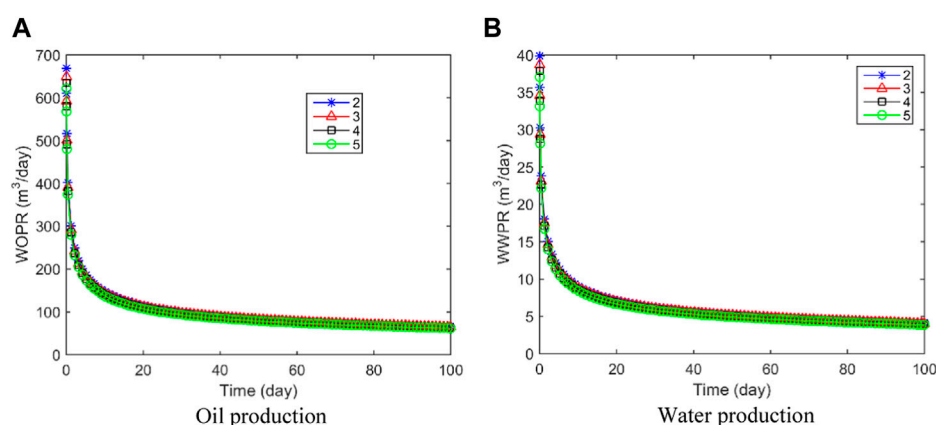 A
700
600
500
400
300
200
100
0
WOPR (m³/day)
2
3
4
5
0 20 40 60 80 100
Time (day)
Oil production
B
40
35
30
25
20
15
10
5
0
WWPR (m³/day)
2
3
4
5
0 20 40 60 80 100
Time (day)
Water production